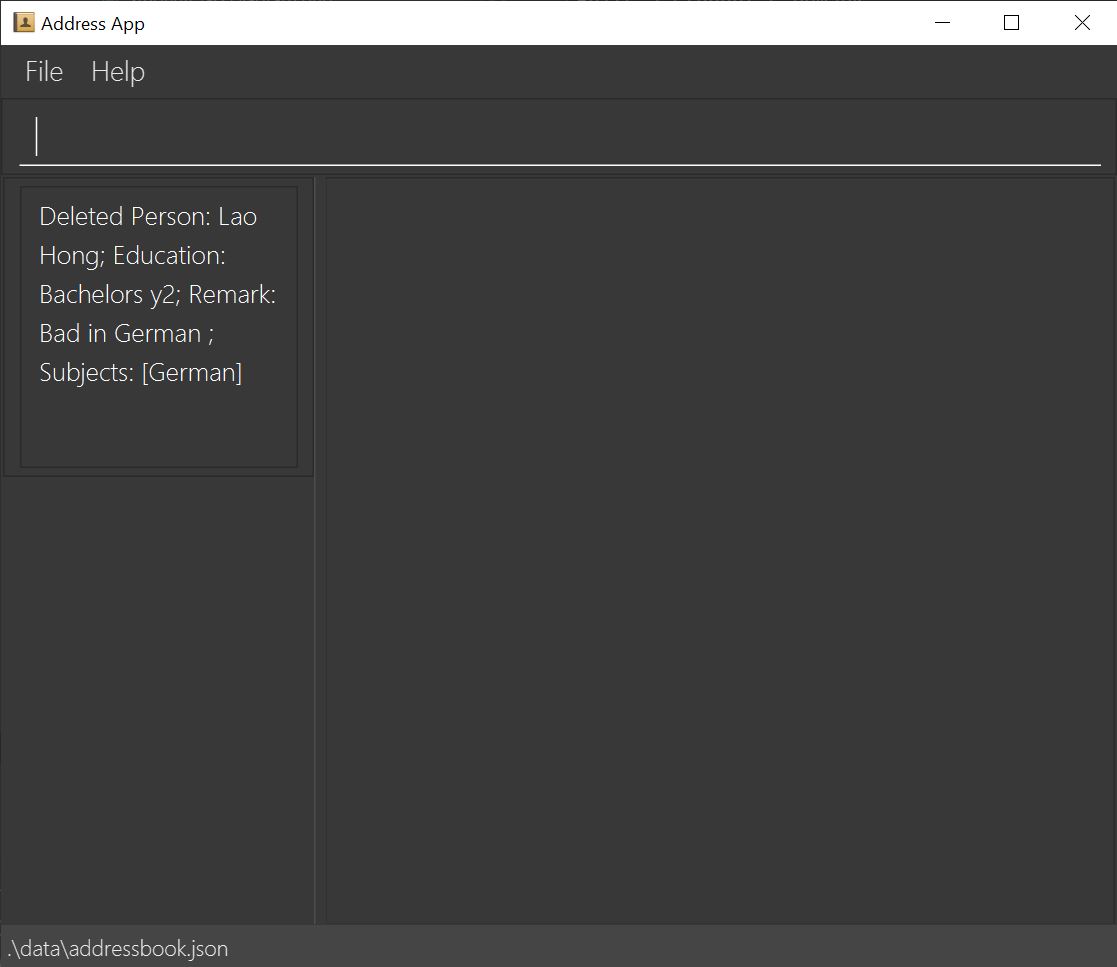 Address App
File Help
Deleted Person: Lao
Hong; Education:
Bachelors y2; Remark:
Bad in German ;
Subjects: [German]
.\data\addressbook.json